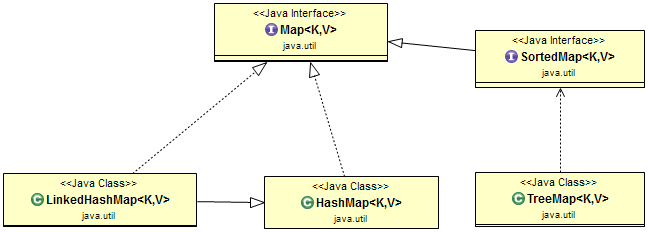 <<Java Interface>>
Map<K,V>
java.util
<<Java Interface>>
SortedMap<K,V>
java.util
<<Java Class>>
LinkedHashMap<K,V>
java.util
<<Java Class>>
HashMap<K,V>
java.util
<<Java Class>>
TreeMap<K,V>
java.util